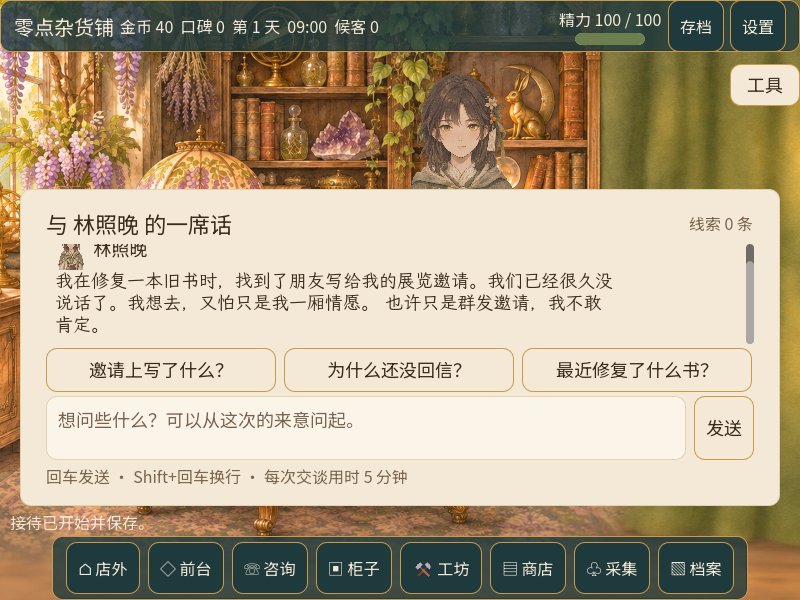 零点杂货铺 金币 40 口碑 0 第 1 天 09:00 候客 0 精力 100 / 100 存档 设置
工具
与 林照晚 的一席话 线索 0 条
林照晚
我在修复一本旧书时，找到了朋友写给我的展览邀请。我们已经很久没
说话了。我想去，又怕只是我一厢情愿。 也许只是群发邀请，我不敢
肯定。
邀请上写了什么？ 为什么还没回信？ 最近修复了什么书？
想问些什么？可以从这次的来意问起。 发送
回车发送 · Shift+回车换行 · 每次交谈用时 5 分钟
接待已开始并保存。
店外 前台 咨询 柜子 工坊 商店 采集 档案